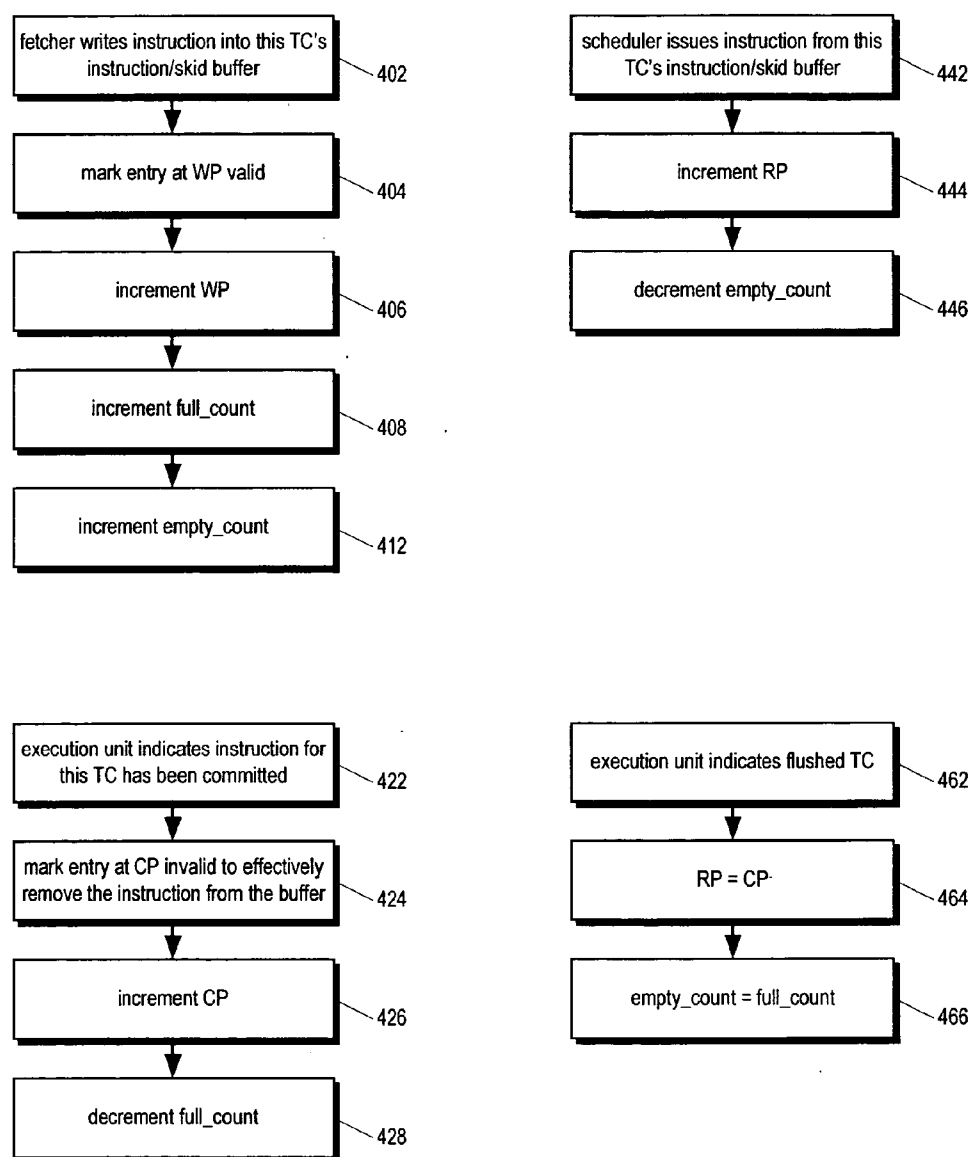 fetcher writes instruction into this TC's
instruction/skid buffer
402
mark entry at WP valid
404
increment WP
406
increment full_count
408
increment empty_count
412
scheduler issues instruction from this
TC's instruction/skid buffer
442
increment RP
444
decrement empty_count
446
execution unit indicates instruction for
this TC has been committed
422
mark entry at CP invalid to effectively
remove the instruction from the buffer
424
increment CP
426
decrement full_count
428
execution unit indicates flushed TC
462
RP = CP
464
empty_count = full_count
466